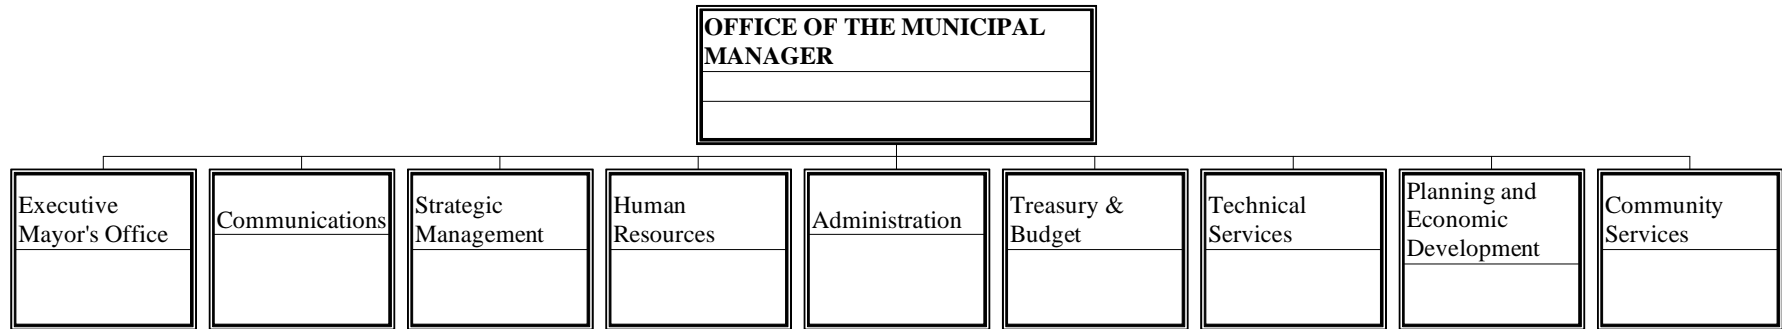 OFFICE OF THE MUNICIPAL
MANAGER
Executive
Mayor's Office
Communications
Strategic
Management
Human
Resources
Administration
Treasury &
Budget
Technical
Services
Planning and
Economic
Development
Community
Services